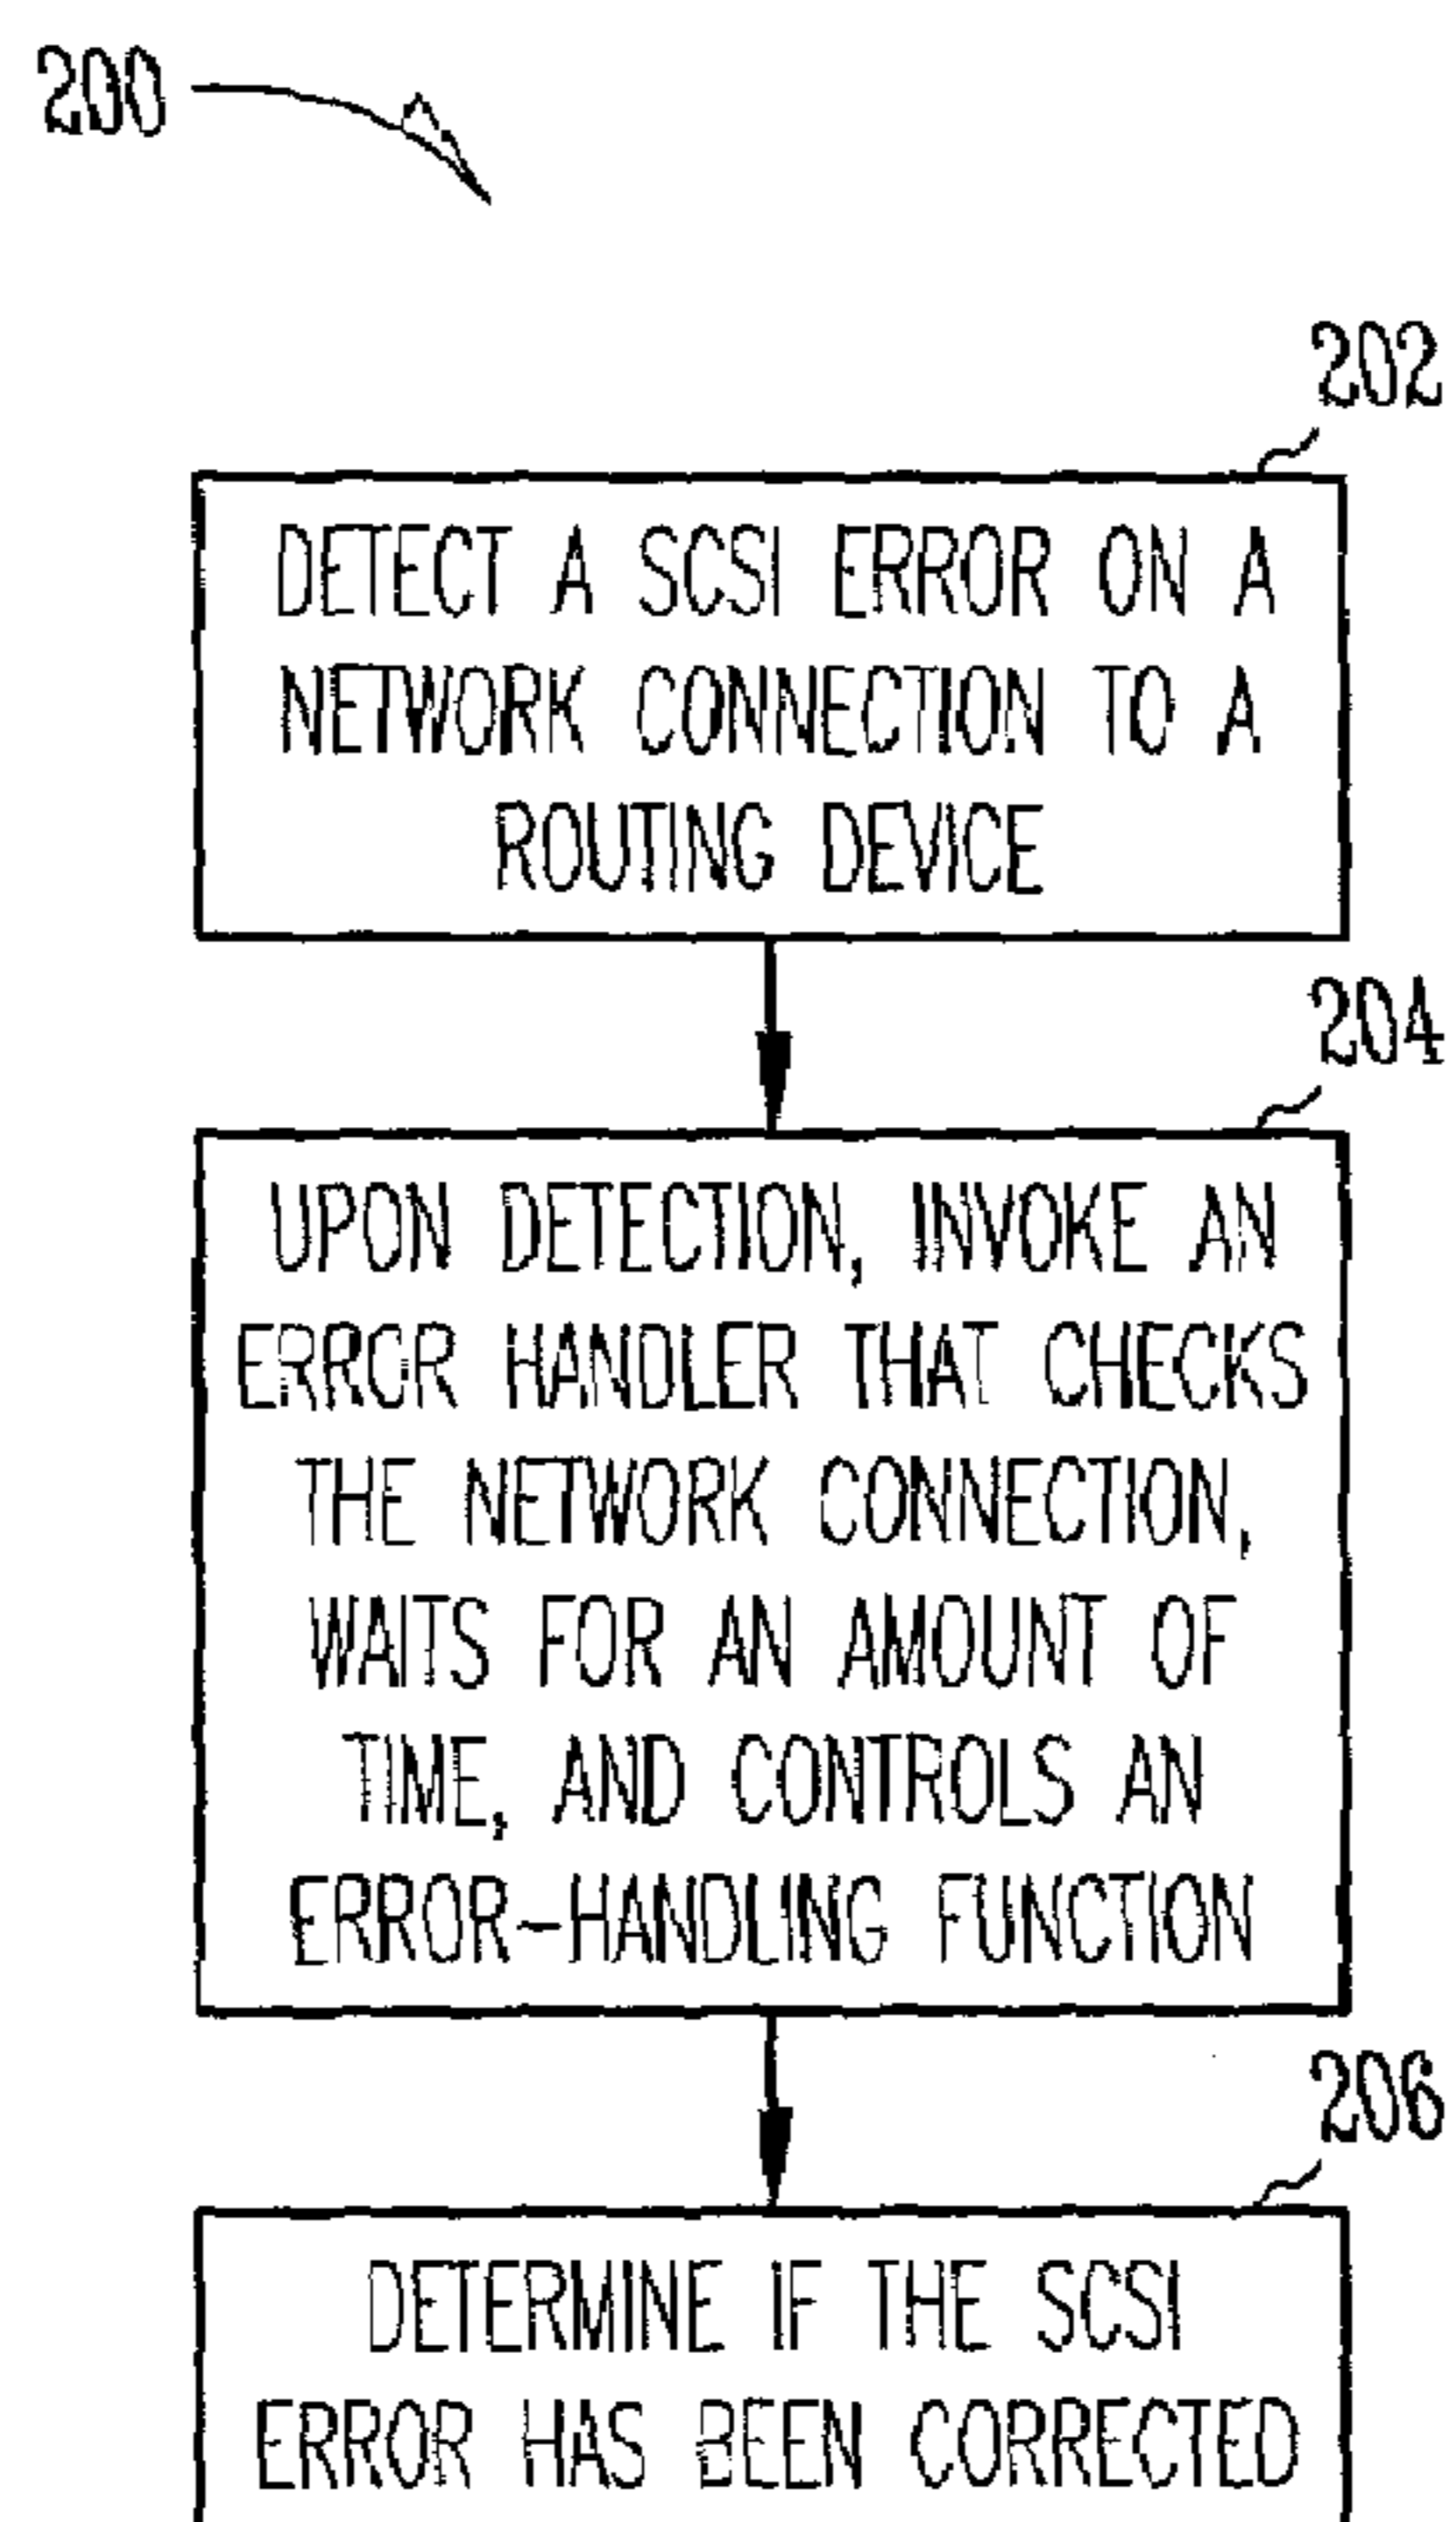 200
202
DETECT A SCSI ERROR ON A
NETWORK CONNECTION TO A
ROUTING DEVICE
204
UPON DETECTION, INVOKE AN
ERROR HANDLER THAT CHECKS
THE NETWORK CONNECTION,
WAITS FOR AN AMOUNT OF
TIME, AND CONTROLS AN
ERROR-HANDLING FUNCTION
206
DETERMINE IF THE SCSI
ERROR HAS BEEN CORRECTED